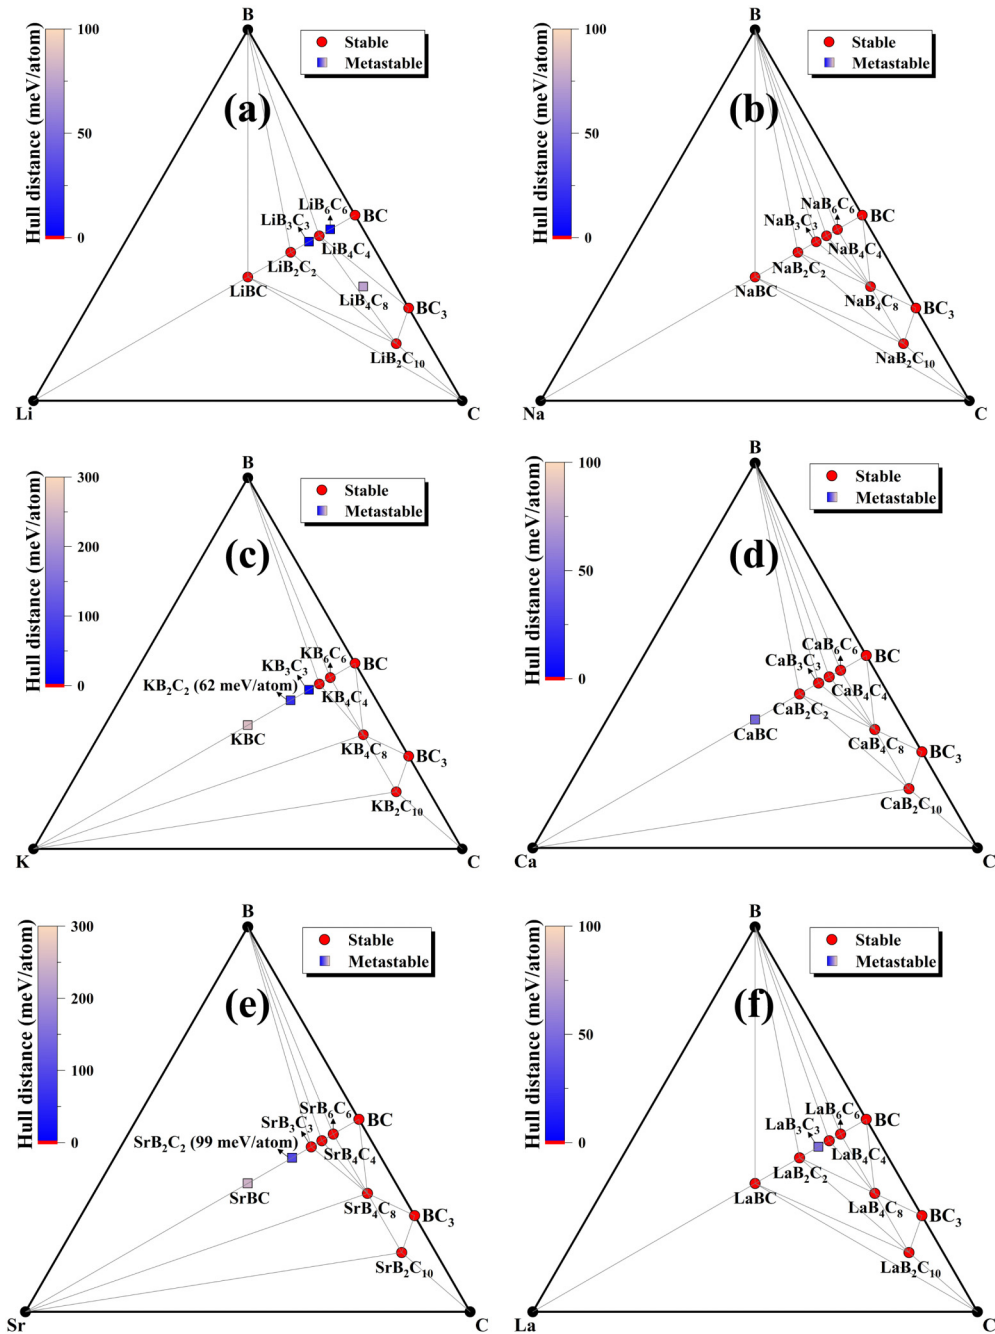 B
Hull distance (meV/atom)
100
50
0
Stable
Metastable
(a)
LiB₆C₆
LiB₃C₃
BC
LiB₄C₄
LiB₂C₂
LiBC
LiB₄C₈
BC₃
LiB₂C₁₀
Li
C
B
Hull distance (meV/atom)
100
50
0
Stable
Metastable
(b)
NaB₆C₆
NaB₃C₃
BC
NaB₄C₄
NaB₂C₂
NaBC
NaB₄C₈
BC₃
NaB₂C₁₀
Na
C
B
Hull distance (meV/atom)
300
200
100
0
Stable
Metastable
(c)
KB₆C₆
KB₃C₃
BC
KB₂C₂ (62 meV/atom)
KB₄C₄
KBC
KB₄C₈
BC₃
KB₂C₁₀
K
C
B
Hull distance (meV/atom)
100
50
0
Stable
Metastable
(d)
CaB₆C₆
CaB₃C₃
BC
CaB₄C₄
CaB₂C₂
CaBC
CaB₄C₈
BC₃
CaB₂C₁₀
Ca
C
B
Hull distance (meV/atom)
300
200
100
0
Stable
Metastable
(e)
SrB₆C₆
SrB₃C₃
BC
SrB₂C₂ (99 meV/atom)
SrB₄C₄
SrBC
SrB₄C₈
BC₃
SrB₂C₁₀
Sr
C
B
Hull distance (meV/atom)
100
50
0
Stable
Metastable
(f)
LaB₆C₆
LaB₃C₃
BC
LaB₄C₄
LaB₂C₂
LaBC
LaB₄C₈
BC₃
LaB₂C₁₀
La
C